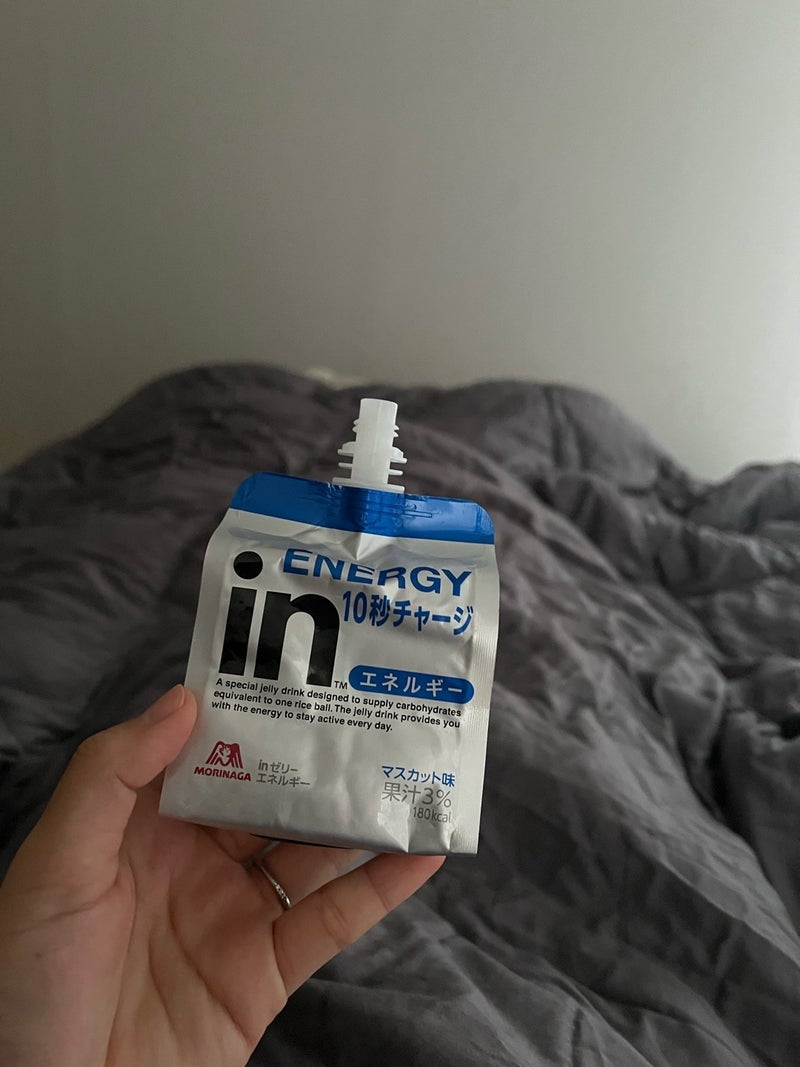 ENERGY
in
10秒チャージ
TM
エネルギー
A special jelly drink designed to supply carbohydrates
equivalent to one rice ball. The jelly drink provides you
with the energy to stay active every day.
MORINAGA
inゼリー
エネルギー
マスカット味
果汁3%
180kcal